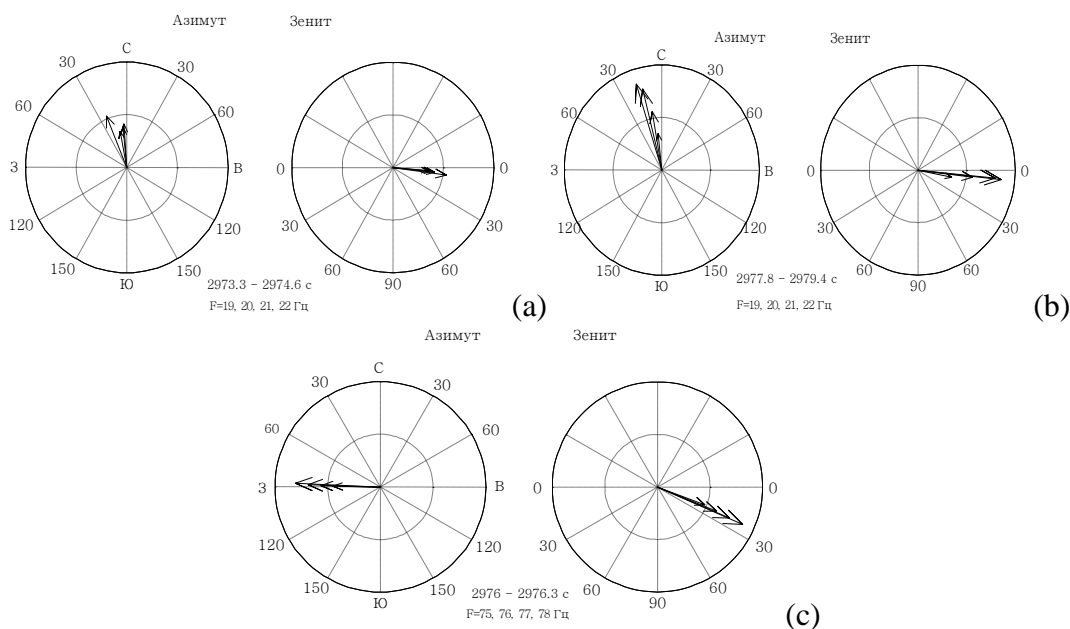 Азимут Зенит
С
30 30
60 60
З В 0 0
120 120 30 30
150 150 60 60
Ю 90
2973.3 - 2974.6 с
F=19, 20, 21, 22 Гц
(a)
Азимут Зенит
С
30 30
60 60
З В 0 0
120 120 30 30
150 150 60 60
Ю 90
2977.8 - 2979.4 с
F=19, 20, 21, 22 Гц
(b)
Азимут Зенит
С
30 30
60 60
З В 0 0
120 120 30 30
150 150 60 60
Ю 90
2976 - 2976.3 с
F=75, 76, 77, 78 Гц
(c)